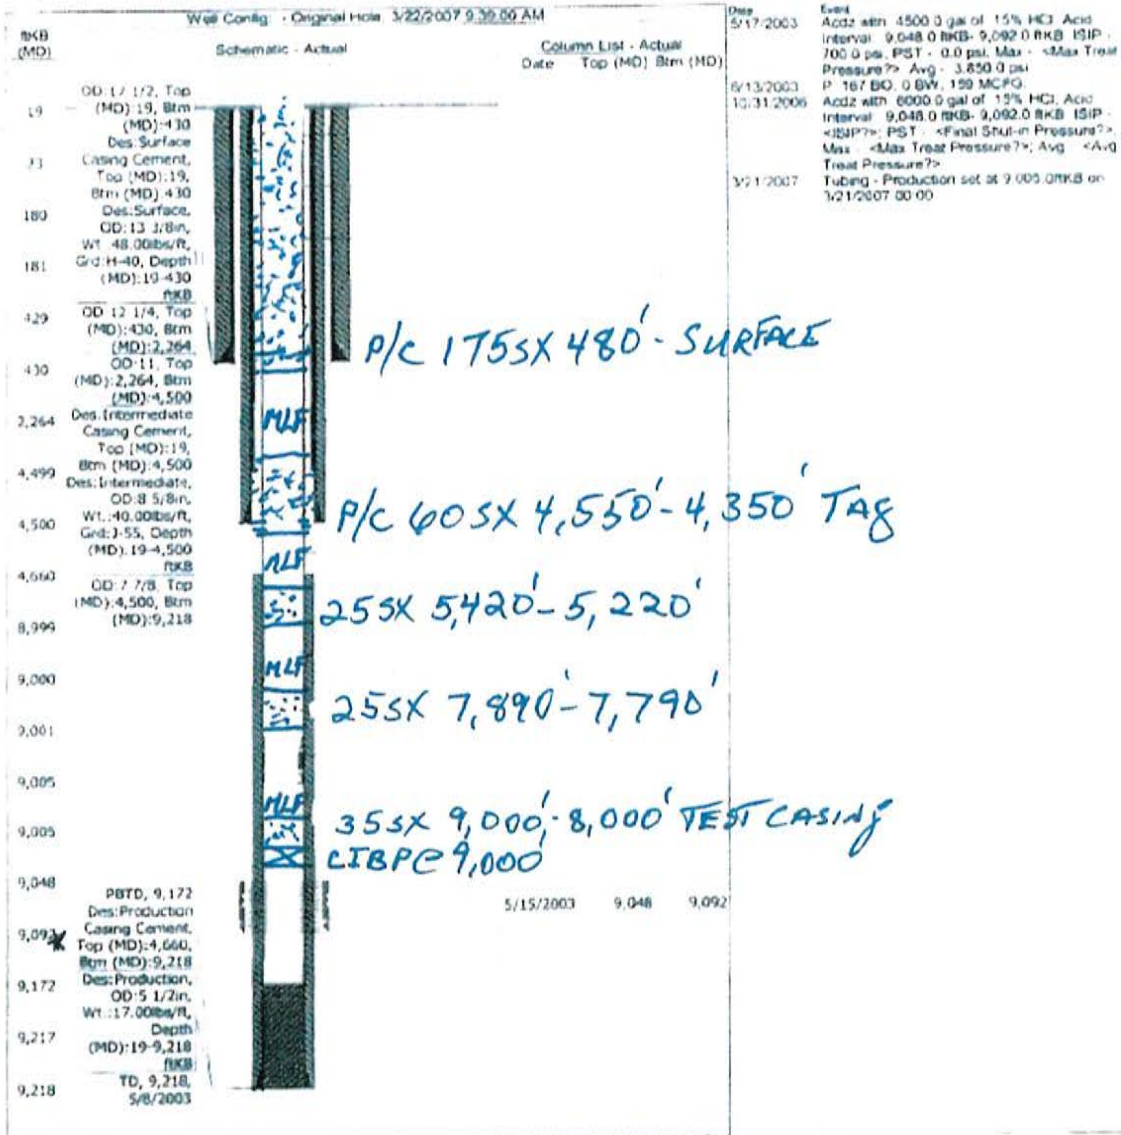 Well Config: - Original Hole 3/22/2007 9:39:00 AM
ftKB
(MD)
Schematic - Actual
Column List - Actual
Date Top (MD) Btm (MD)
19
73
180
181
429
430
2,264
4,499
4,500
4,660
8,999
9,000
9,001
9,005
9,005
9,048
9,092
9,172
9,217
9,218
OD:17 1/2, Top
(MD):19, Btm
(MD):430
Des:Surface
Casing Cement,
Top (MD):19,
Btm (MD):430
Des:Surface,
OD:13 3/8in,
Wt.:48.00lbs/ft,
Grd:H-40, Depth
(MD):19-430
ftKB
OD:12 1/4, Top
(MD):430, Btm
(MD):2,264
OD:11, Top
(MD):2,264, Btm
(MD):4,500
Des:Intermediate
Casing Cement,
Top (MD):19,
Btm (MD):4,500
Des:Intermediate,
OD:8 5/8in,
Wt.:40.00lbs/ft,
Grd:J-55, Depth
(MD):19-4,500
ftKB
OD:7 7/8, Top
(MD):4,500, Btm
(MD):9,218
PBTD, 9,172
Des:Production
Casing Cement,
Top (MD):4,660,
Btm (MD):9,218
Des:Production,
OD:5 1/2in,
Wt.:17.00lbs/ft,
Depth
(MD):19-9,218
ftKB
TD, 9,218,
5/8/2003
P/C 175SX 480'- SURFACE
MLF
P/C 60SX 4,550'-4,350' TAG
MLF
25SX 5,420'-5,220'
MLF
25SX 7,890'-7,790'
MLF
35SX 9,000'-8,000' TEST CASING
CIBP@ 9,000'
5/15/2003 9,048 9,092
Date Event
5/17/2003 Acdz with 4500.0 gal of 15% HCl Acid
Interval 9,048.0 ftKB- 9,092.0 ftKB ISIP -
700.0 psi, PST - 0.0 psi, Max - <Max Treat
Pressure?> Avg - 3,850.0 psi
6/13/2003 P 167 BO, 0 BW, 159 MCFG.
10/31/2006 Acdz with 6000.0 gal of 15% HCl, Acid
Interval 9,048.0 ftKB- 9,092.0 ftKB ISIP -
<ISIP?>; PST - <Final Shut-in Pressure?>,
Max - <Max Treat Pressure?>; Avg - <Avg
Treat Pressure?>
3/21/2007 Tubing - Production set at 9,005.0ftKB on
3/21/2007 00:00